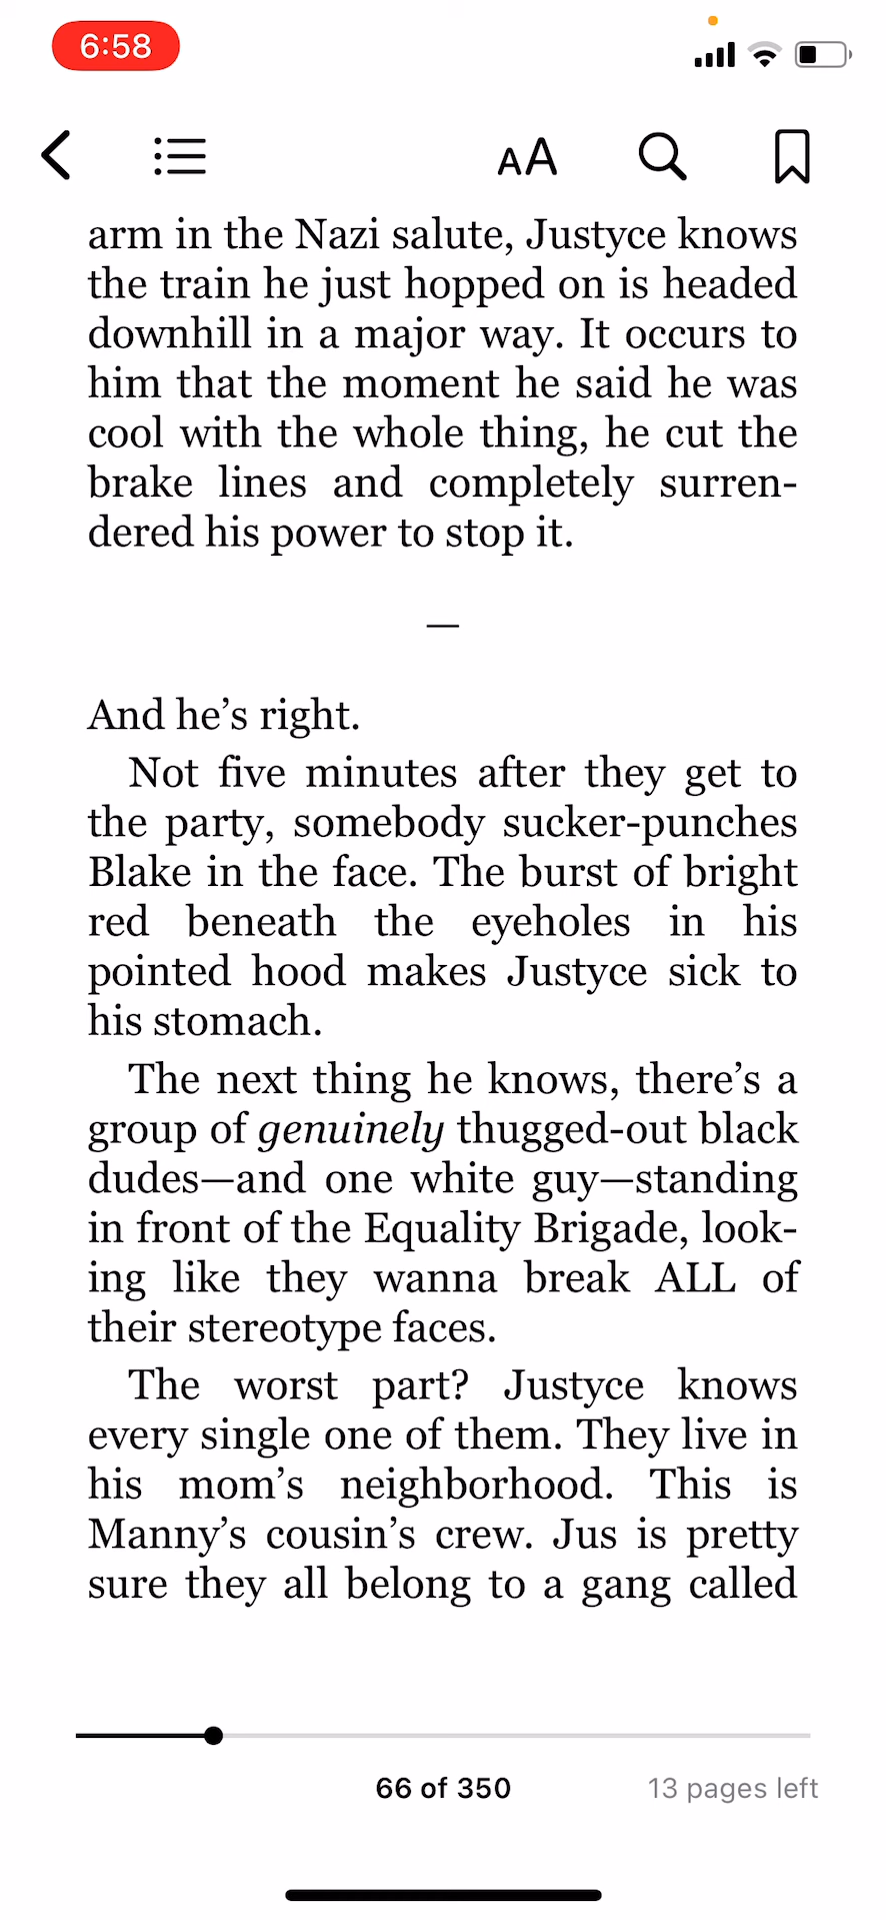 6:58
AA
arm in the Nazi salute, Justyce knows
the train he just hopped on is headed
downhill in a major way. It occurs to
him that the moment he said he was
cool with the whole thing, he cut the
brake lines and completely surren-
dered his power to stop it.
—
And he’s right.
Not five minutes after they get to
the party, somebody sucker-punches
Blake in the face. The burst of bright
red beneath the eyeholes in his
pointed hood makes Justyce sick to
his stomach.
The next thing he knows, there’s a
group of genuinely thugged-out black
dudes—and one white guy—standing
in front of the Equality Brigade, look-
ing like they wanna break ALL of
their stereotype faces.
The worst part? Justyce knows
every single one of them. They live in
his mom’s neighborhood. This is
Manny’s cousin’s crew. Jus is pretty
sure they all belong to a gang called
66 of 350
13 pages left